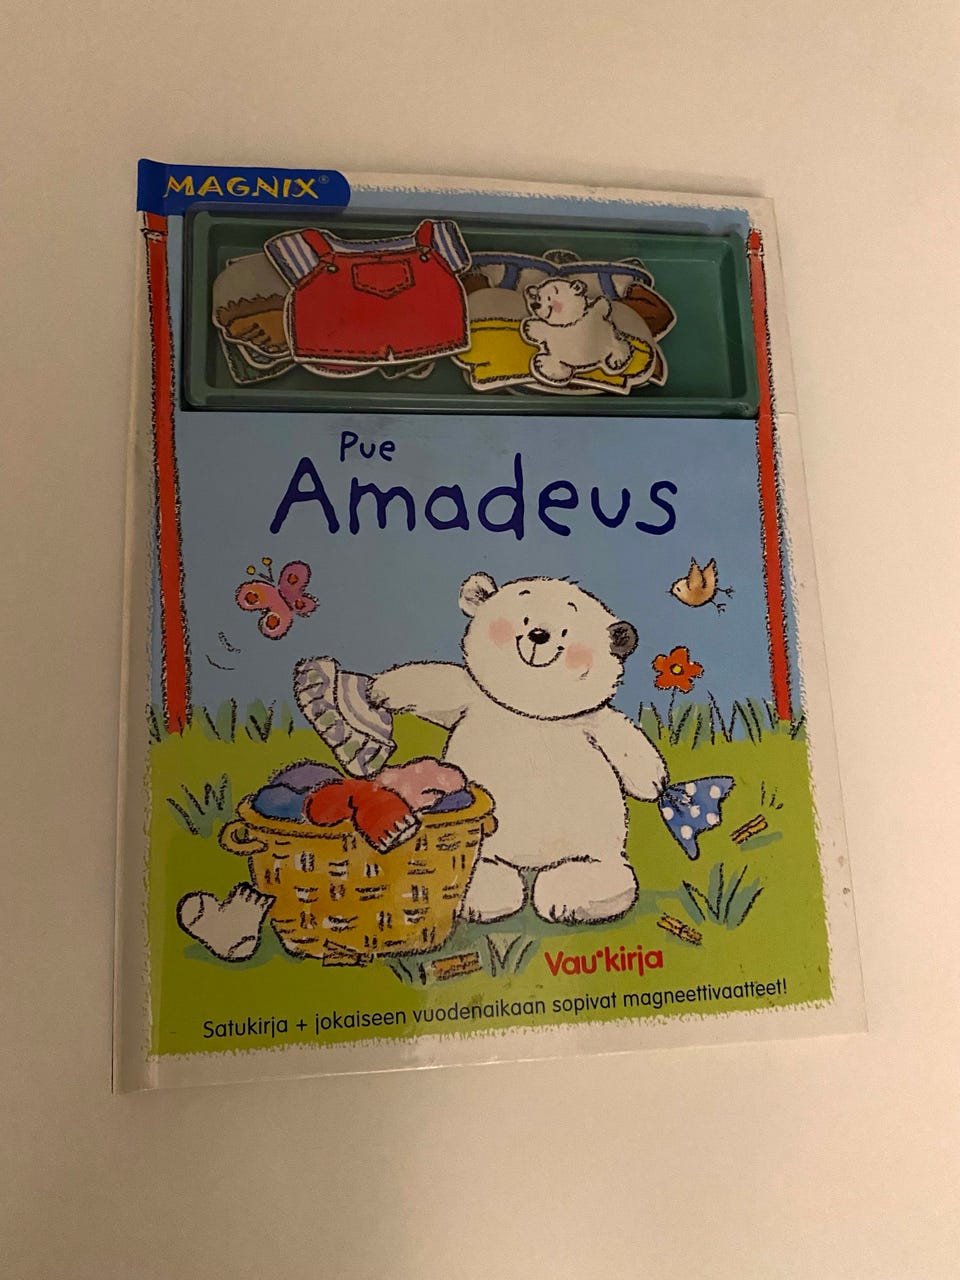 MAGNIX®
Pue
Amadeus
Vau•kirja
Satukirja + jokaiseen vuodenaikaan sopivat magneettivaatteet!